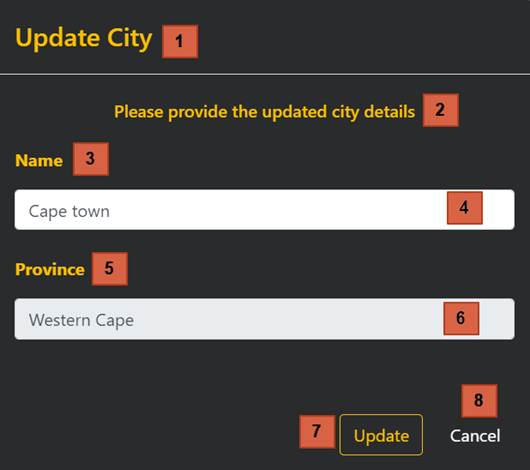 Update City 1
Please provide the updated city details 2
Name 3
Cape town 4
Province 5
Western Cape 6
8
7 Update Cancel